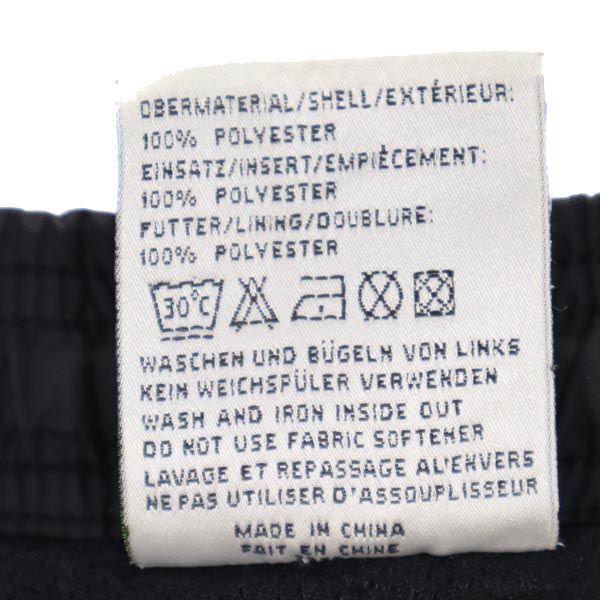 OBERMATERIAL/SHELL/EXTÉRIEUR:
100% POLYESTER
EINSATZ/INSERT/EMPIÈCEMENT:
100% POLYESTER
FUTTER/LINING/DOUBLURE:
100% POLYESTER
30°C
WASCHEN UND BÜGELN VON LINKS
KEIN WEICHSPÜLER VERWENDEN
WASH AND IRON INSIDE OUT
DO NOT USE FABRIC SOFTENER
LAVAGE ET REPASSAGE AL'ENVERS
NE PAS UTILISER D'ASSOUPLISSEUR
MADE IN CHINA
FAIT EN CHINE